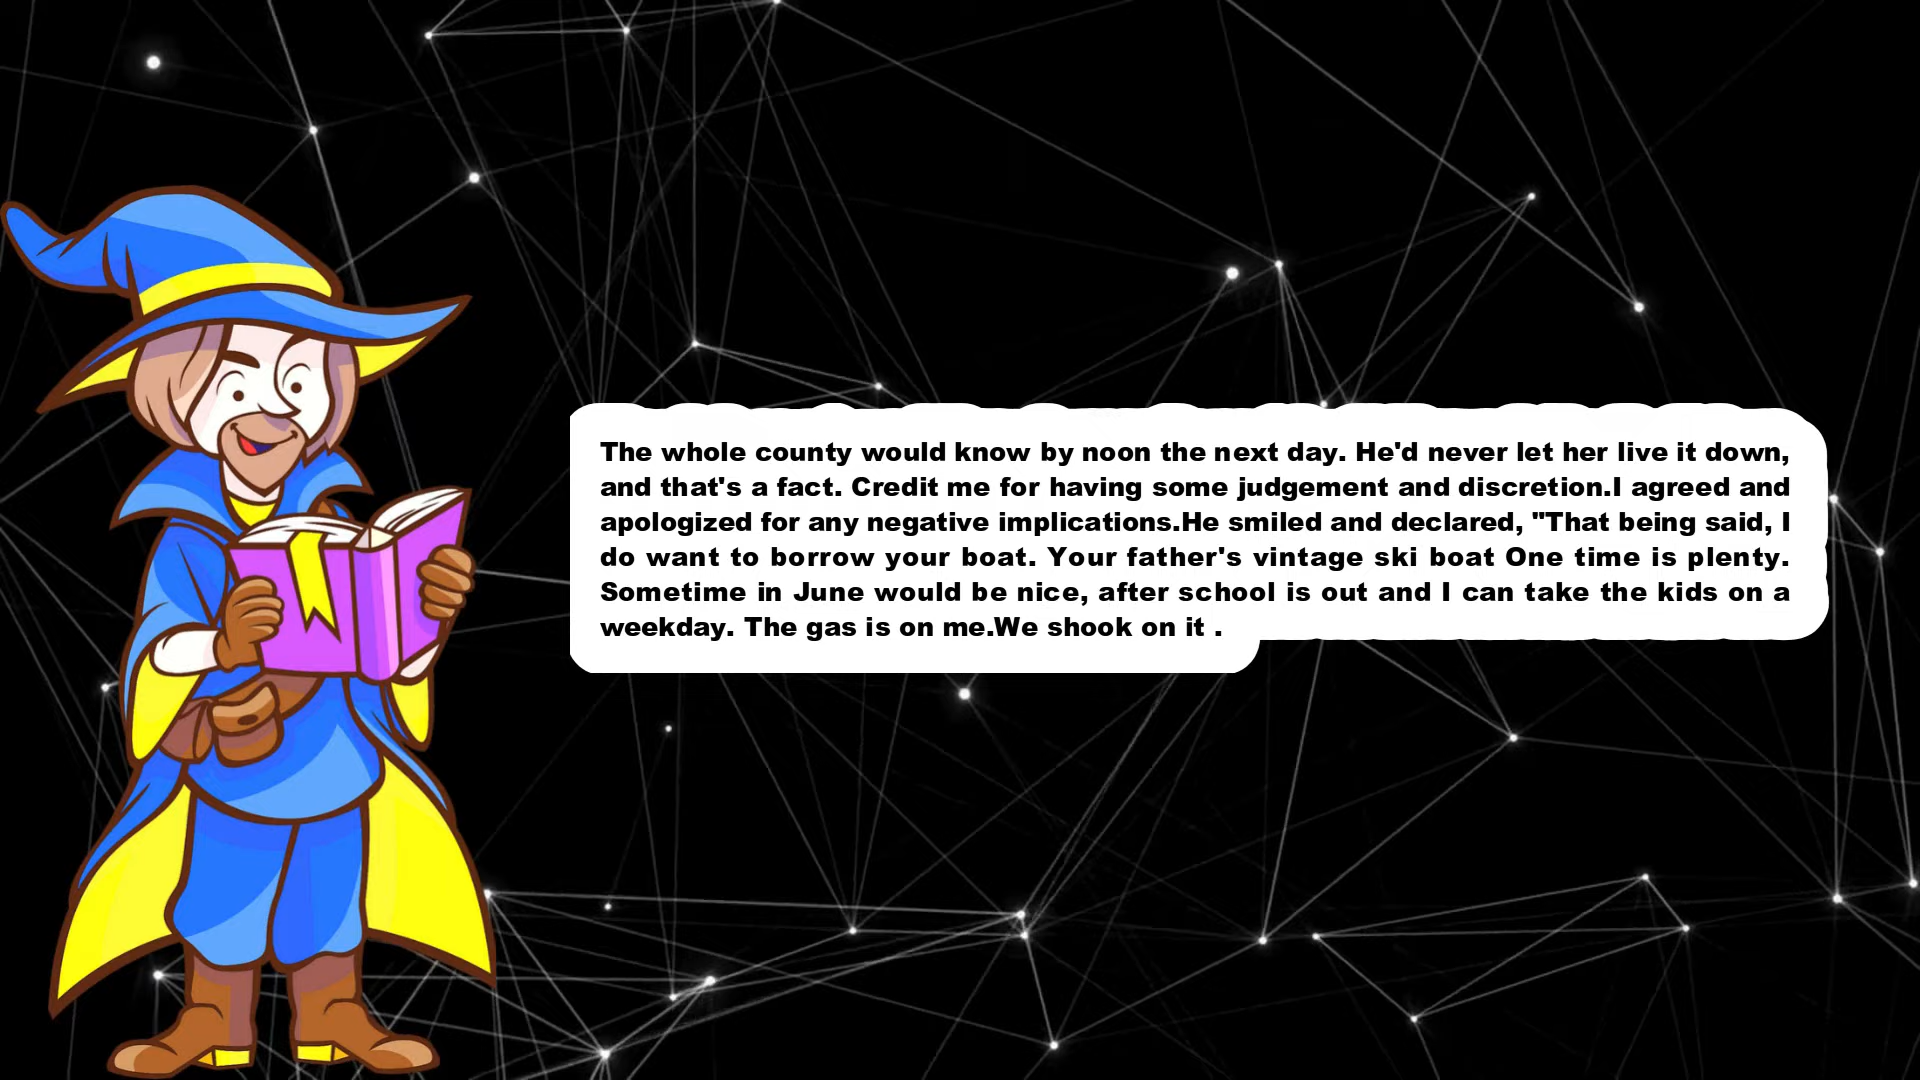 The whole county would know by noon the next day. He'd never let her live it down,
and that's a fact. Credit me for having some judgement and discretion.I agreed and
apologized for any negative implications.He smiled and declared, "That being said, I
do want to borrow your boat. Your father's vintage ski boat One time is plenty.
Sometime in June would be nice, after school is out and I can take the kids on a
weekday. The gas is on me.We shook on it .